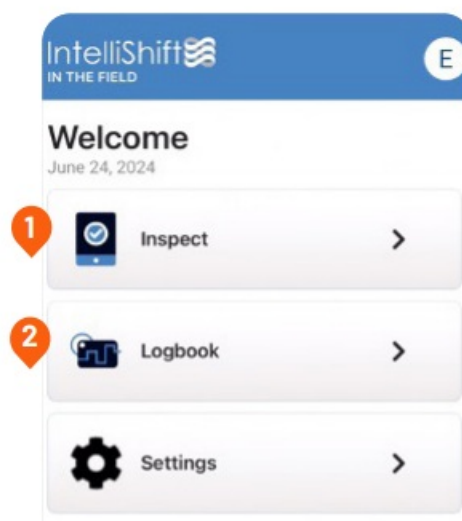 IntelliShift
IN THE FIELD
E
Welcome
June 24, 2024
1
Inspect
2
Logbook
Settings